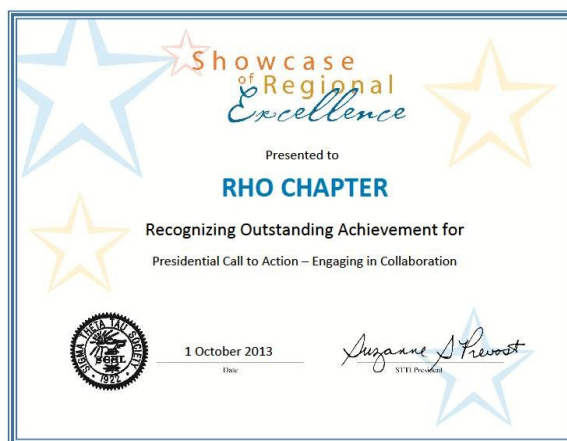 Showcase
of Regional
Excellence
Presented to
RHO CHAPTER
Recognizing Outstanding Achievement for
Presidential Call to Action – Engaging in Collaboration
SIGMA THETA TAU SOCIETY
1922
1 October 2013
Suzanne S Prevost
Date
STTI President